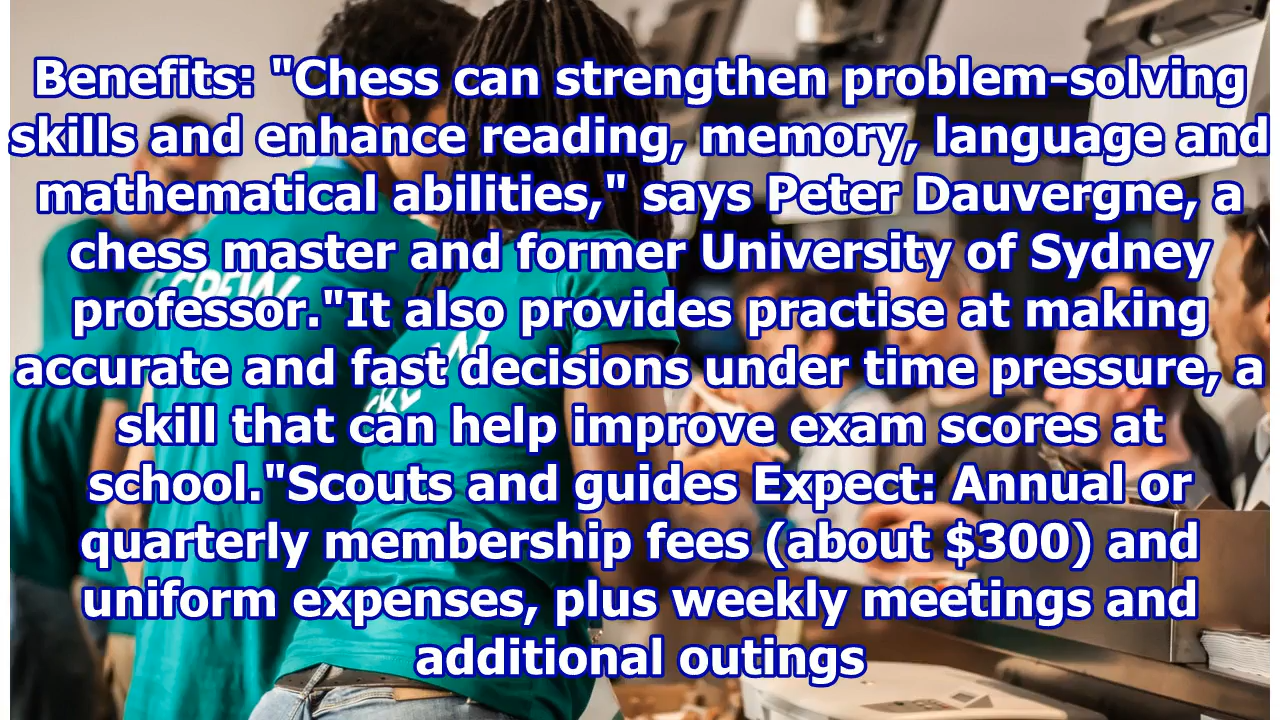 Benefits: "Chess can strengthen problem-solving
skills and enhance reading, memory, language and
mathematical abilities," says Peter Dauvergne, a
chess master and former University of Sydney
professor."It also provides practise at making
accurate and fast decisions under time pressure, a
skill that can help improve exam scores at
school."Scouts and guides Expect: Annual or
quarterly membership fees (about $300) and
uniform expenses, plus weekly meetings and
additional outings
CREW